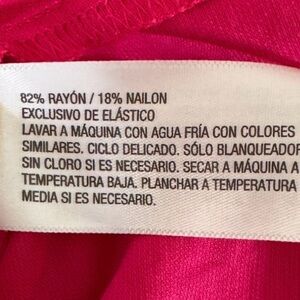 82% RAYÓN / 18% NAILON
EXCLUSIVO DE ELÁSTICO
LAVAR A MÁQUINA CON AGUA FRÍA CON COLORES
SIMILARES. CICLO DELICADO. SÓLO BLANQUEADOR
SIN CLORO SI ES NECESARIO. SECAR A MÁQUINA A
TEMPERATURA BAJA. PLANCHAR A TEMPERATURA
MEDIA SI ES NECESARIO.